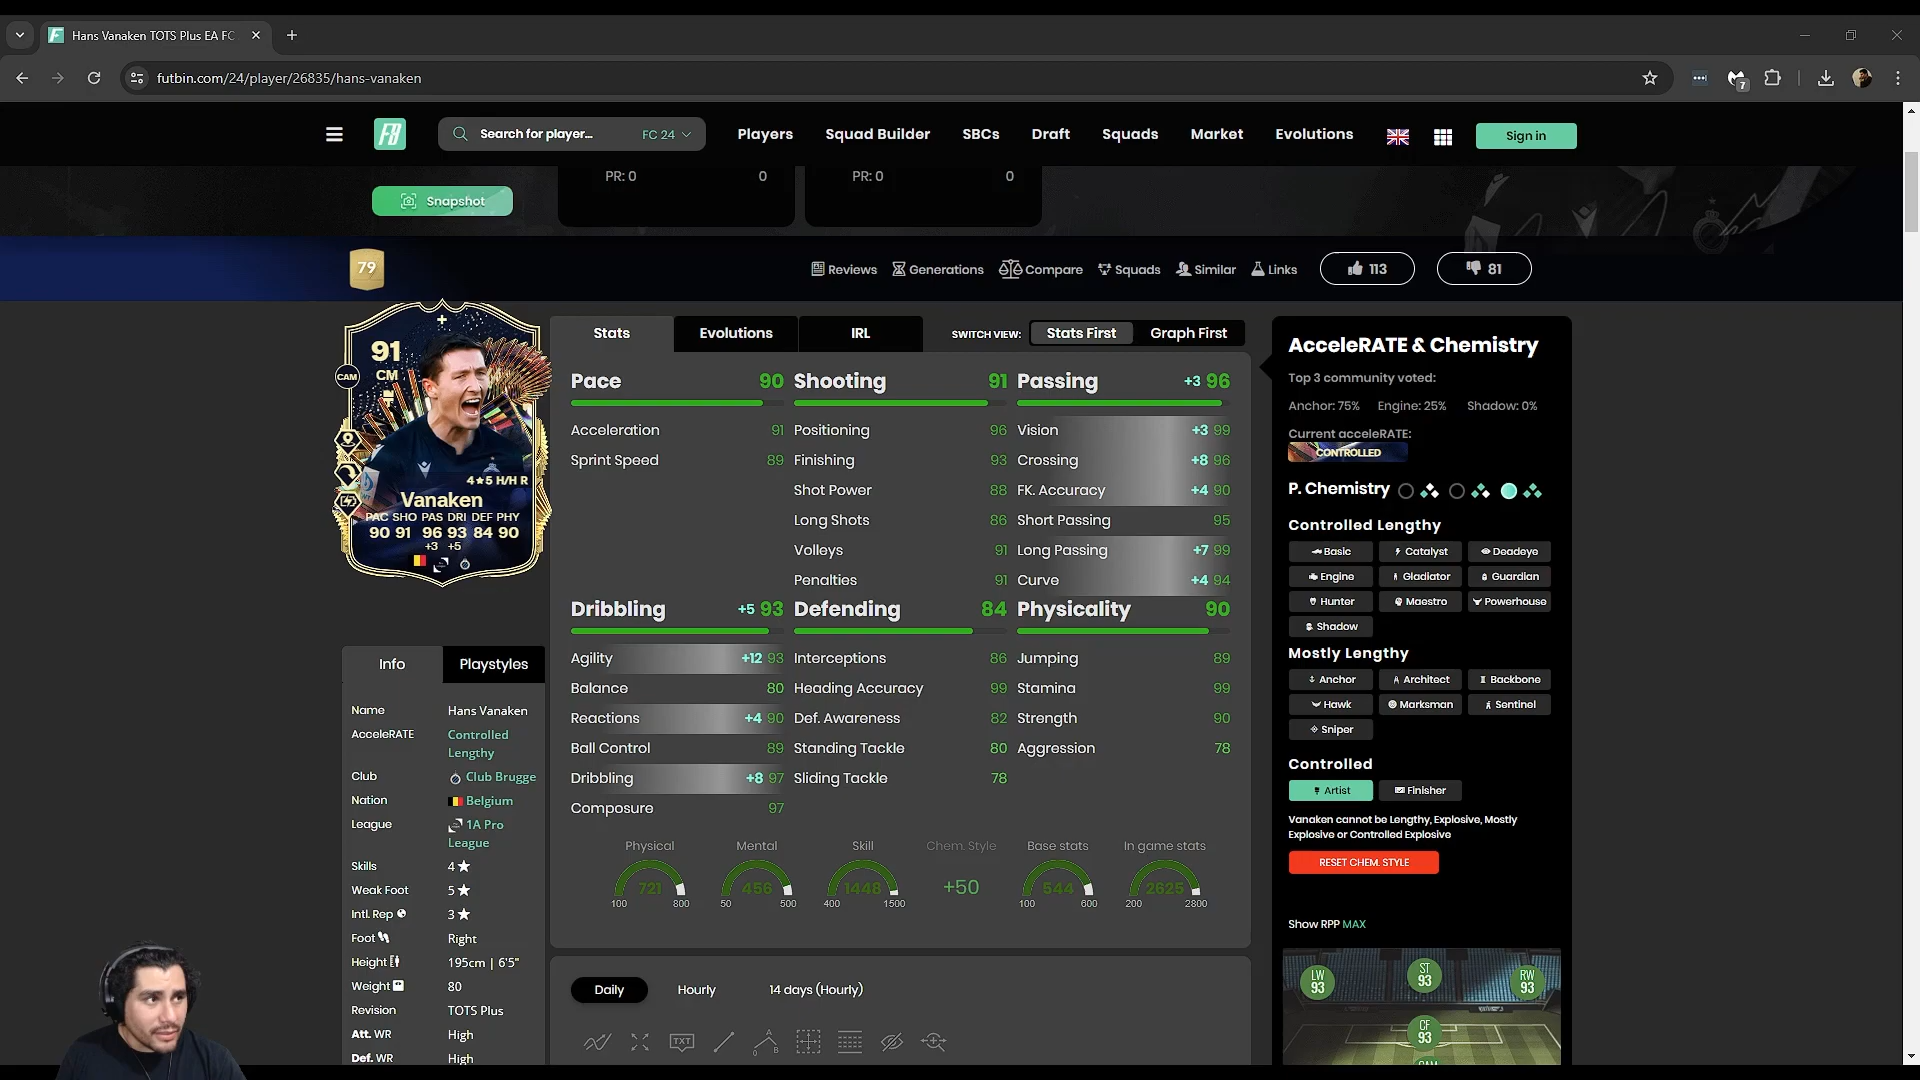 Hans Vanaken TOTS Plus EA FC
futbin.com/24/player/26835/hans-vanaken
7
Search for player...
FC 24
Players
Squad Builder
SBCs
Draft
Squads
Market
Evolutions
Sign in
PR: 0
0
PR: 0
0
Snapshot
79
Reviews
Generations
Compare
Squads
Similar
Links
113
81
91
CM
CAM
4★5 H/H R
Vanaken
PAC SHO PAS DRI DEF PHY
90 91 96 93 84 90
+3 +5
Stats
Evolutions
IRL
SWITCH VIEW:
Stats First
Graph First
Pace 90
Acceleration 91
Sprint Speed 89
Shooting 91
Positioning 96
Finishing 93
Shot Power 88
Long Shots 86
Volleys 91
Penalties 91
Passing +3 96
Vision +3 99
Crossing +8 96
FK. Accuracy +4 90
Short Passing 95
Long Passing +7 99
Curve +4 94
Dribbling +5 93
Agility +12 93
Balance 80
Reactions +4 90
Ball Control 89
Dribbling +8 97
Composure 97
Defending 84
Interceptions 86
Heading Accuracy 99
Def. Awareness 82
Standing Tackle 80
Sliding Tackle 78
Physicality 90
Jumping 89
Stamina 99
Strength 90
Aggression 78
Physical
721
100 800
Mental
456
50 500
Skill
1448
400 1500
Chem. Style
+50
Base stats
544
100 600
In game stats
2625
200 2800
Daily
Hourly
14 days (Hourly)
TXT
Info
Playstyles
Name Hans Vanaken
AcceleRATE Controlled
Lengthy
Club Club Brugge
Nation Belgium
League 1A Pro
League
Skills 4★
Weak Foot 5★
Intl. Rep 3★
Foot Right
Height 195cm | 6'5"
Weight 80
Revision TOTS Plus
Att. WR High
Def. WR High
AcceleRATE & Chemistry
Top 3 community voted:
Anchor: 75% Engine: 25% Shadow: 0%
Current acceleRATE:
CONTROLLED
P. Chemistry
Controlled Lengthy
Basic Catalyst Deadeye
Engine Gladiator Guardian
Hunter Maestro Powerhouse
Shadow
Mostly Lengthy
Anchor Architect Backbone
Hawk Marksman Sentinel
Sniper
Controlled
Artist Finisher
Vanaken cannot be Lengthy, Explosive, Mostly
Explosive or Controlled Explosive
RESET CHEM. STYLE
Show RPP MAX
LW
93
ST
93
RW
93
CF
93